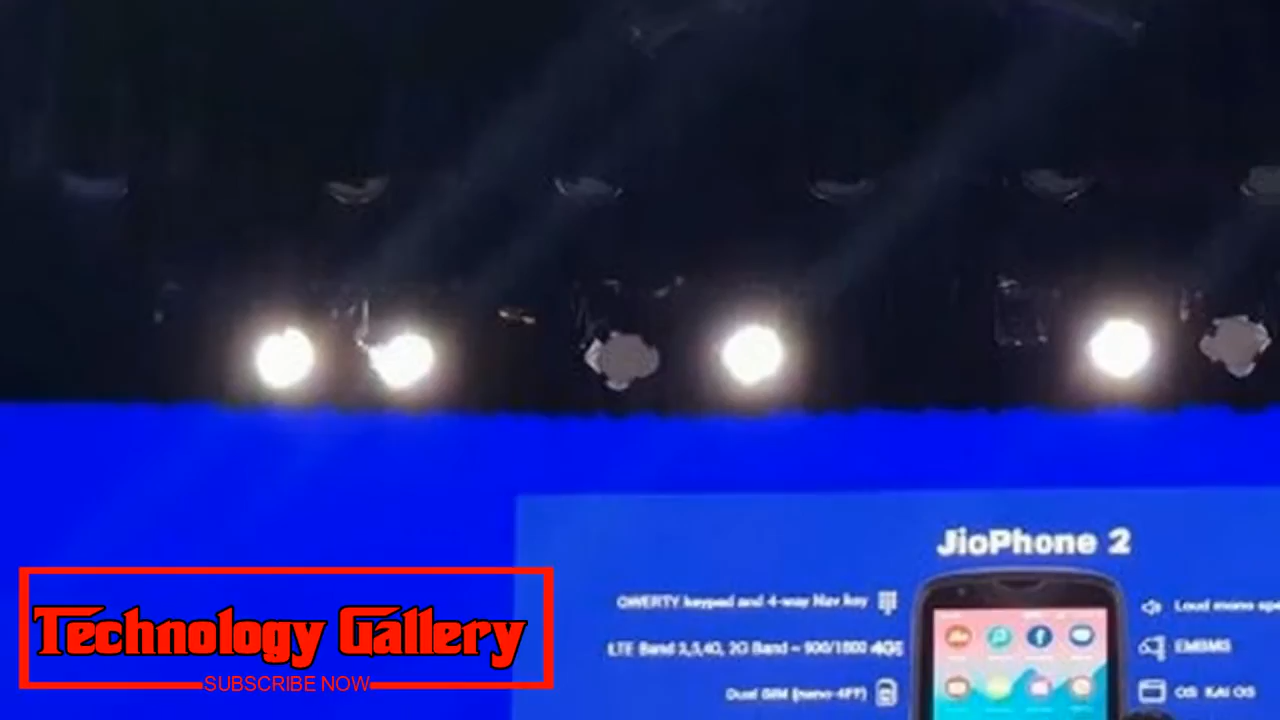 JioPhone 2
QWERTY keypad and 4-way Nav key
LTE Band 3,5,40, 2G Band – 900/1800 4G
Dual SIM (nano 4FF)
Loud mono
EMBMS
OS KAI OS
Technology Gallery
SUBSCRIBE NOW